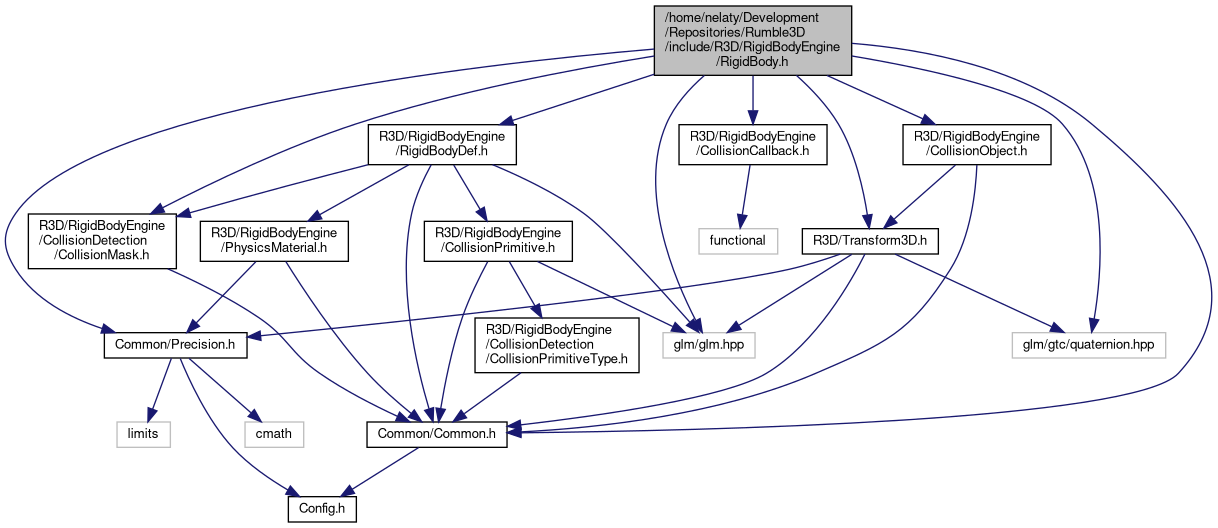 /home/nelaty/Development
/Repositories/Rumble3D
/include/R3D/RigidBodyEngine
/RigidBody.h
R3D/RigidBodyEngine
/RigidBodyDef.h
R3D/RigidBodyEngine
/CollisionCallback.h
R3D/RigidBodyEngine
/CollisionObject.h
R3D/RigidBodyEngine
/CollisionDetection
/CollisionMask.h
R3D/RigidBodyEngine
/PhysicsMaterial.h
R3D/RigidBodyEngine
/CollisionPrimitive.h
functional
R3D/Transform3D.h
Common/Precision.h
R3D/RigidBodyEngine
/CollisionDetection
/CollisionPrimitiveType.h
glm/glm.hpp
glm/gtc/quaternion.hpp
limits
cmath
Common/Common.h
Config.h